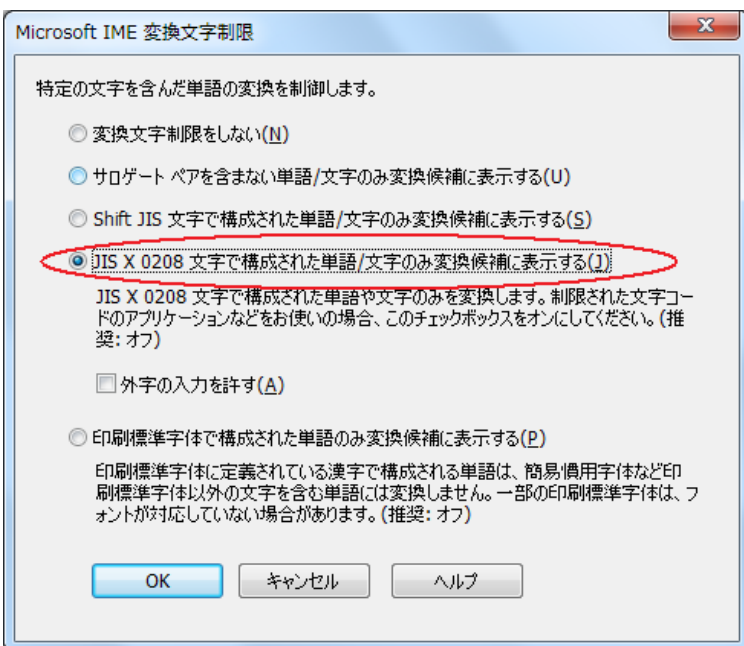 Microsoft IME 変換文字制限
特定の文字を含んだ単語の変換を制御します。
変換文字制限をしない(N)
サロゲート ペアを含まない単語/文字のみ変換候補に表示する(U)
Shift JIS 文字で構成された単語/文字のみ変換候補に表示する(S)
JIS X 0208 文字で構成された単語/文字のみ変換候補に表示する(J)
JIS X 0208 文字で構成された単語や文字のみを変換します。制限された文字コー
ドのアプリケーションなどをお使いの場合、このチェックボックスをオンにしてください。(推
奨: オフ)
外字の入力を許す(A)
印刷標準字体で構成された単語のみ変換候補に表示する(P)
印刷標準字体に定義されている漢字で構成される単語は、簡易慣用字体など印
刷標準字体以外の文字を含む単語には変換しません。一部の印刷標準字体は、フ
ォントが対応していない場合があります。(推奨: オフ)
OK キャンセル ヘルプ